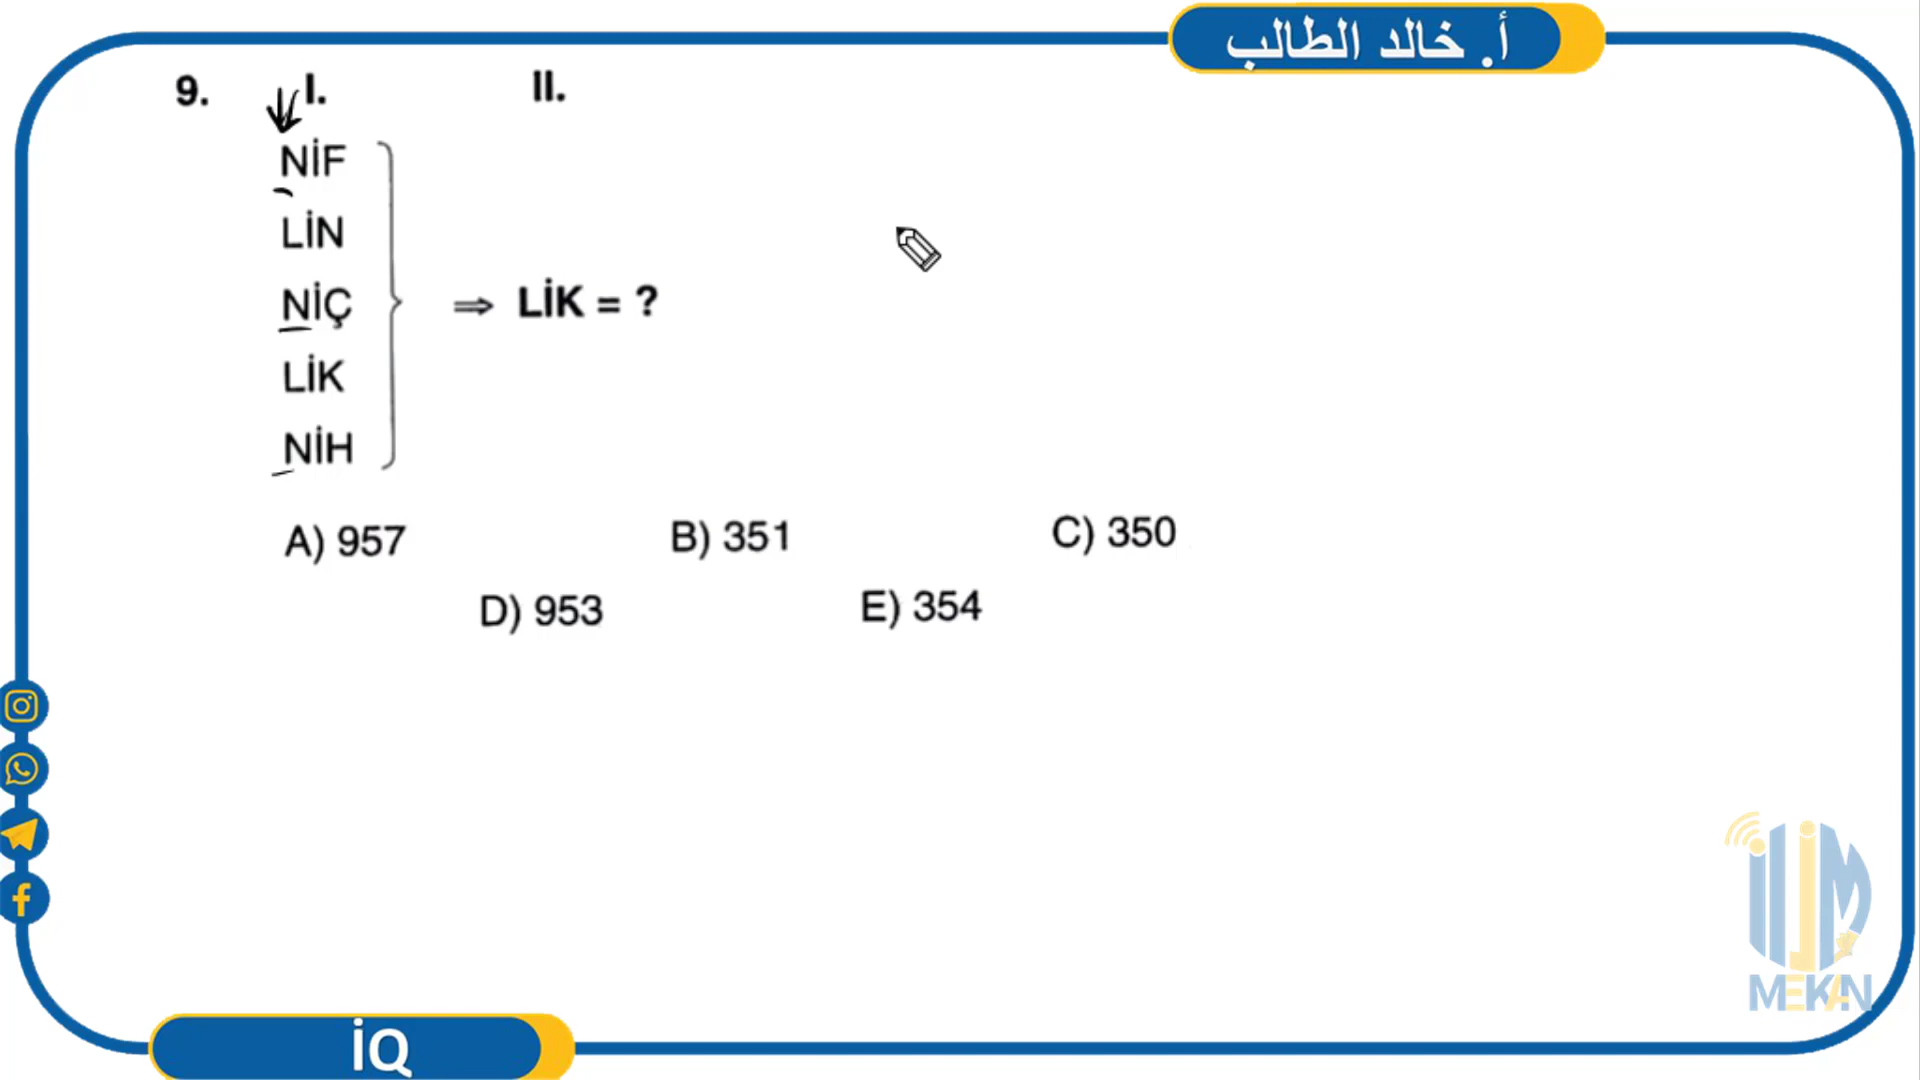 أ. خالد الطالب
9. I. II.
NİF
LİN
NİÇ
LİK
NİH
⇒ LİK = ?
A) 957 B) 351 C) 350
D) 953 E) 354
MEKAN
İQ